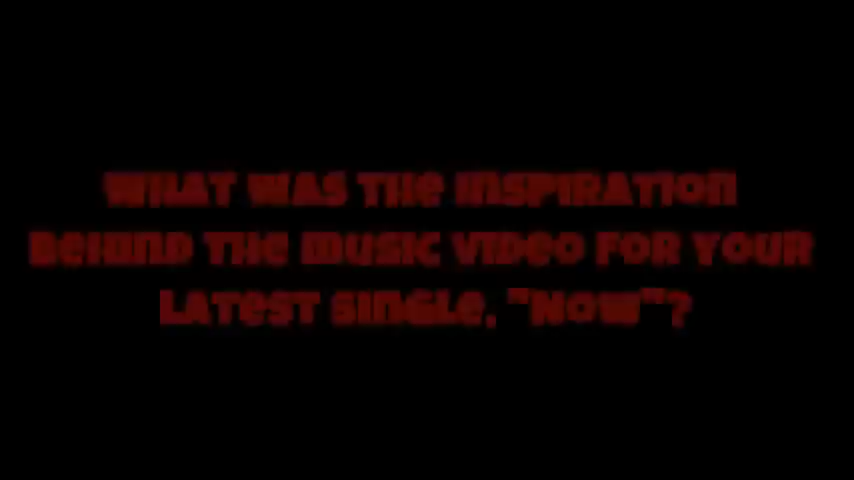 WHAT WAS THE INSPIRATION
BEHIND THE MUSIC VIDEO FOR YOUR
LATEST SINGLE, "NOW"?